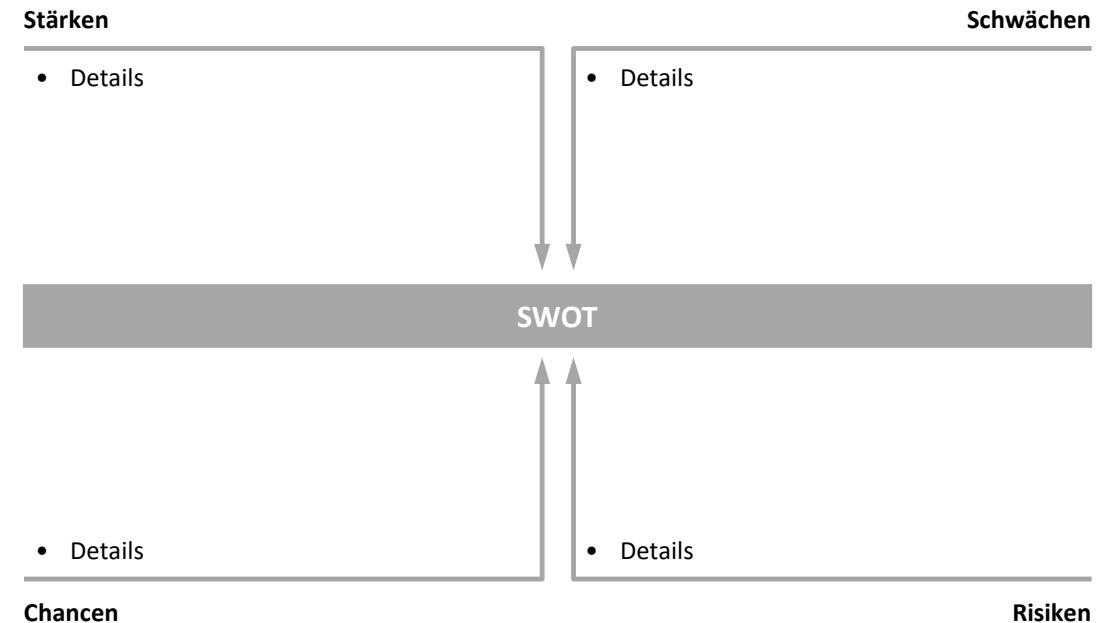 Stärken
Schwächen
• Details
• Details
SWOT
• Details
• Details
Chancen
Risiken